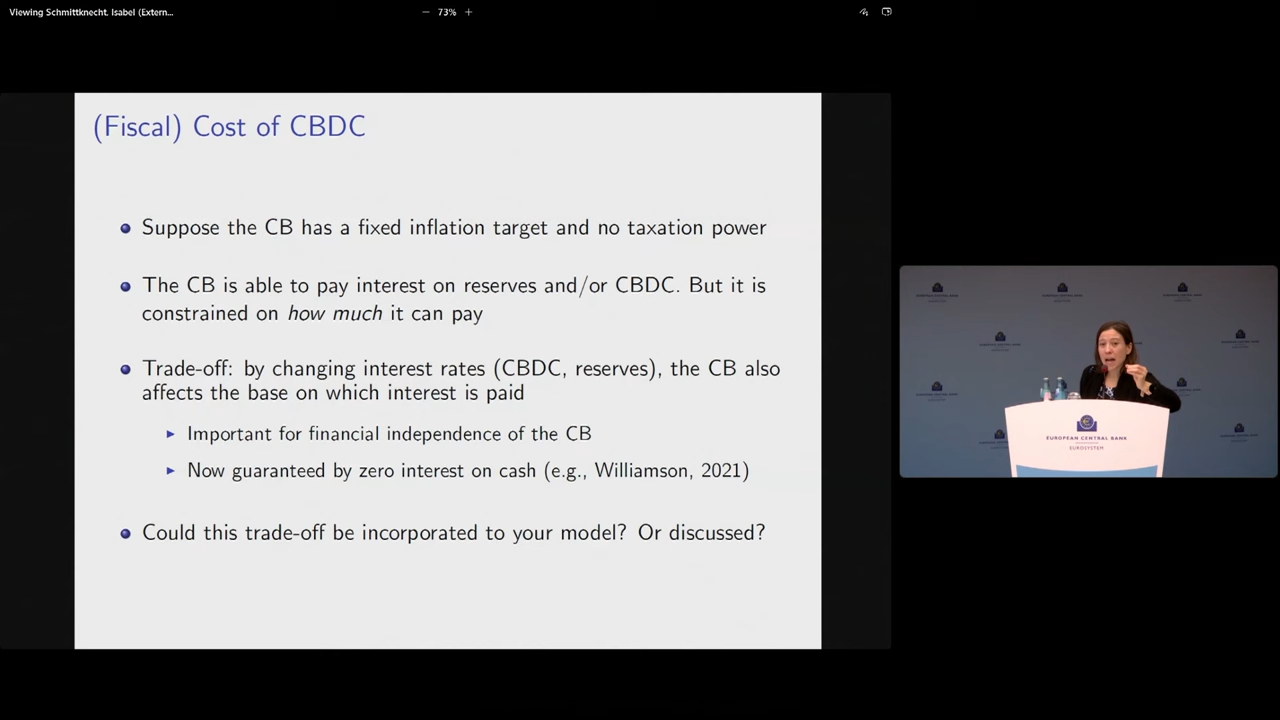 Viewing Schmittknecht, Isabel (Extern...
73%
(Fiscal) Cost of CBDC
Suppose the CB has a fixed inflation target and no taxation power
The CB is able to pay interest on reserves and/or CBDC. But it is
constrained on how much it can pay
Trade-off: by changing interest rates (CBDC, reserves), the CB also
affects the base on which interest is paid
Important for financial independence of the CB
Now guaranteed by zero interest on cash (e.g., Williamson, 2021)
Could this trade-off be incorporated to your model? Or discussed?
EUROPEAN CENTRAL BANK
EUROSYSTEM